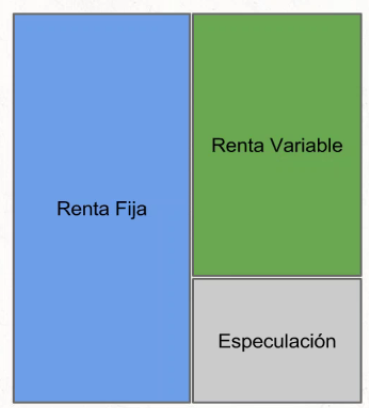 Renta Fija
Renta Variable
Especulación